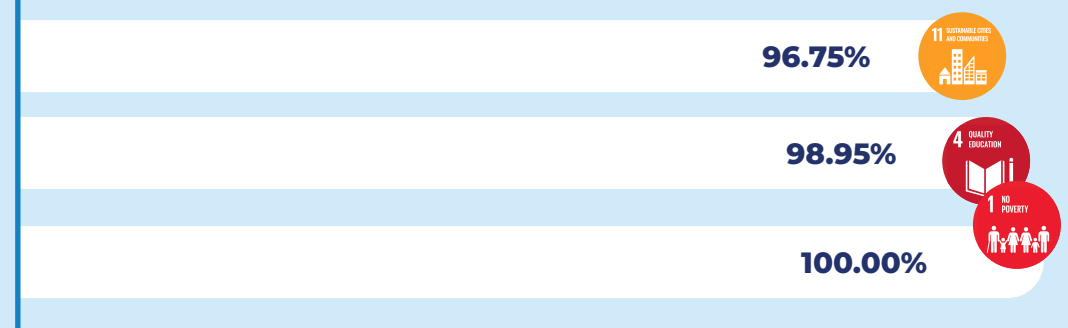 96.75%
11 SUSTAINABLE CITIES
AND COMMUNITIES
98.95%
4 QUALITY
EDUCATION
1 NO
POVERTY
100.00%